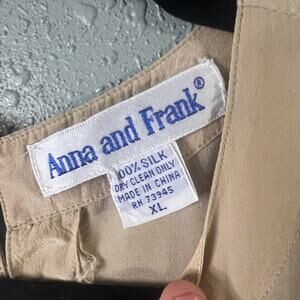 Anna and Frank®
100% SILK
DRY CLEAN ONLY
MADE IN CHINA
RN 73945
XL